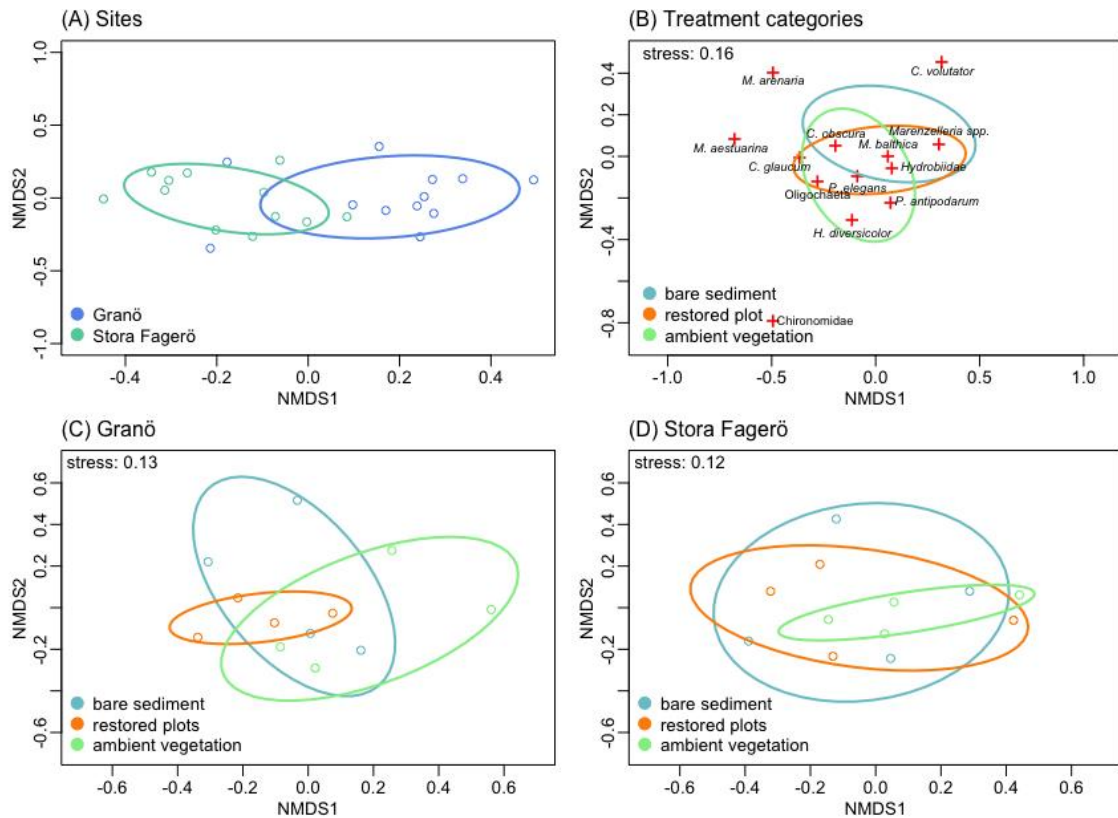 (A) Sites
NMDS2
1.0
0.5
0.0
-0.5
-1.0
Granö
Stora Fagerö
-0.4
-0.2
0.0
0.2
0.4
NMDS1
(B) Treatment categories
stress: 0.16
NMDS2
0.4
0.2
0.0
-0.4
-0.8
M. arenaria
C. volutator
C. obscura
Marenzelleria spp.
M. aestuarina
M. balthica
C. glaucum
Hydrobiidae
P. elegans
Oligochaeta
P. antipodarum
H. diversicolor
bare sediment
restored plot
ambient vegetation
Chironomidae
-1.0
-0.5
0.0
0.5
1.0
NMDS1
(C) Granö
stress: 0.13
NMDS2
0.6
0.4
0.2
-0.2
-0.6
bare sediment
restored plots
ambient vegetation
-0.6
-0.4
-0.2
0.0
0.2
0.4
0.6
NMDS1
(D) Stora Fagerö
stress: 0.12
NMDS2
0.6
0.4
0.2
-0.2
-0.6
bare sediment
restored plots
ambient vegetation
-0.6
-0.4
-0.2
0.0
0.2
0.4
0.6
NMDS1